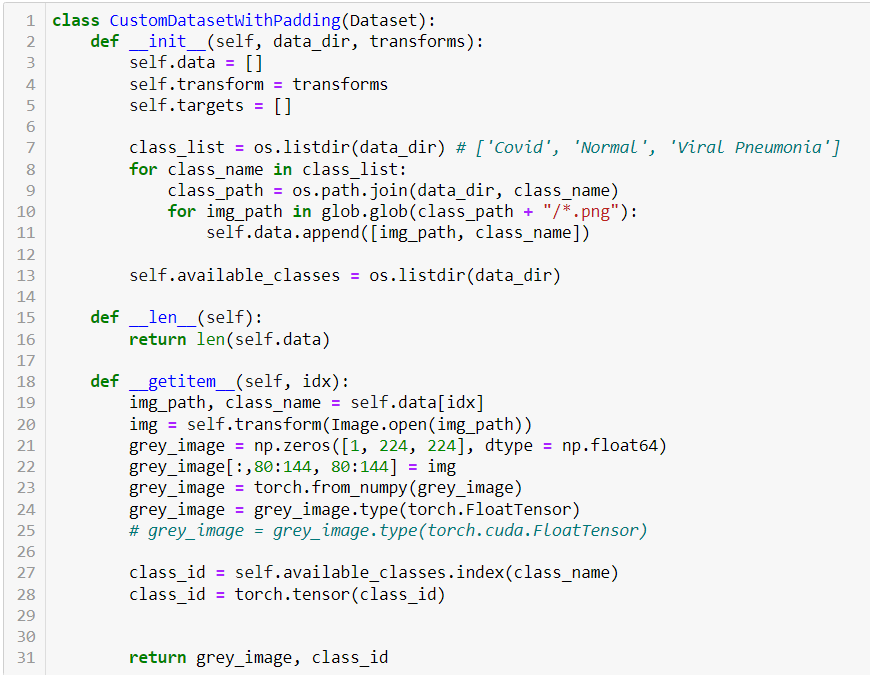 1 class CustomDatasetWithPadding(Dataset):
2     def __init__(self, data_dir, transforms):
3         self.data = []
4         self.transform = transforms
5         self.targets = []
6
7         class_list = os.listdir(data_dir) # ['Covid', 'Normal', 'Viral Pneumonia']
8         for class_name in class_list:
9             class_path = os.path.join(data_dir, class_name)
10             for img_path in glob.glob(class_path + "/*.png"):
11                 self.data.append([img_path, class_name])
12
13         self.available_classes = os.listdir(data_dir)
14
15     def __len__(self):
16         return len(self.data)
17
18     def __getitem__(self, idx):
19         img_path, class_name = self.data[idx]
20         img = self.transform(Image.open(img_path))
21         grey_image = np.zeros([1, 224, 224], dtype = np.float64)
22         grey_image[:,80:144, 80:144] = img
23         grey_image = torch.from_numpy(grey_image)
24         grey_image = grey_image.type(torch.FloatTensor)
25         # grey_image = grey_image.type(torch.cuda.FloatTensor)
26
27         class_id = self.available_classes.index(class_name)
28         class_id = torch.tensor(class_id)
29
30
31         return grey_image, class_id